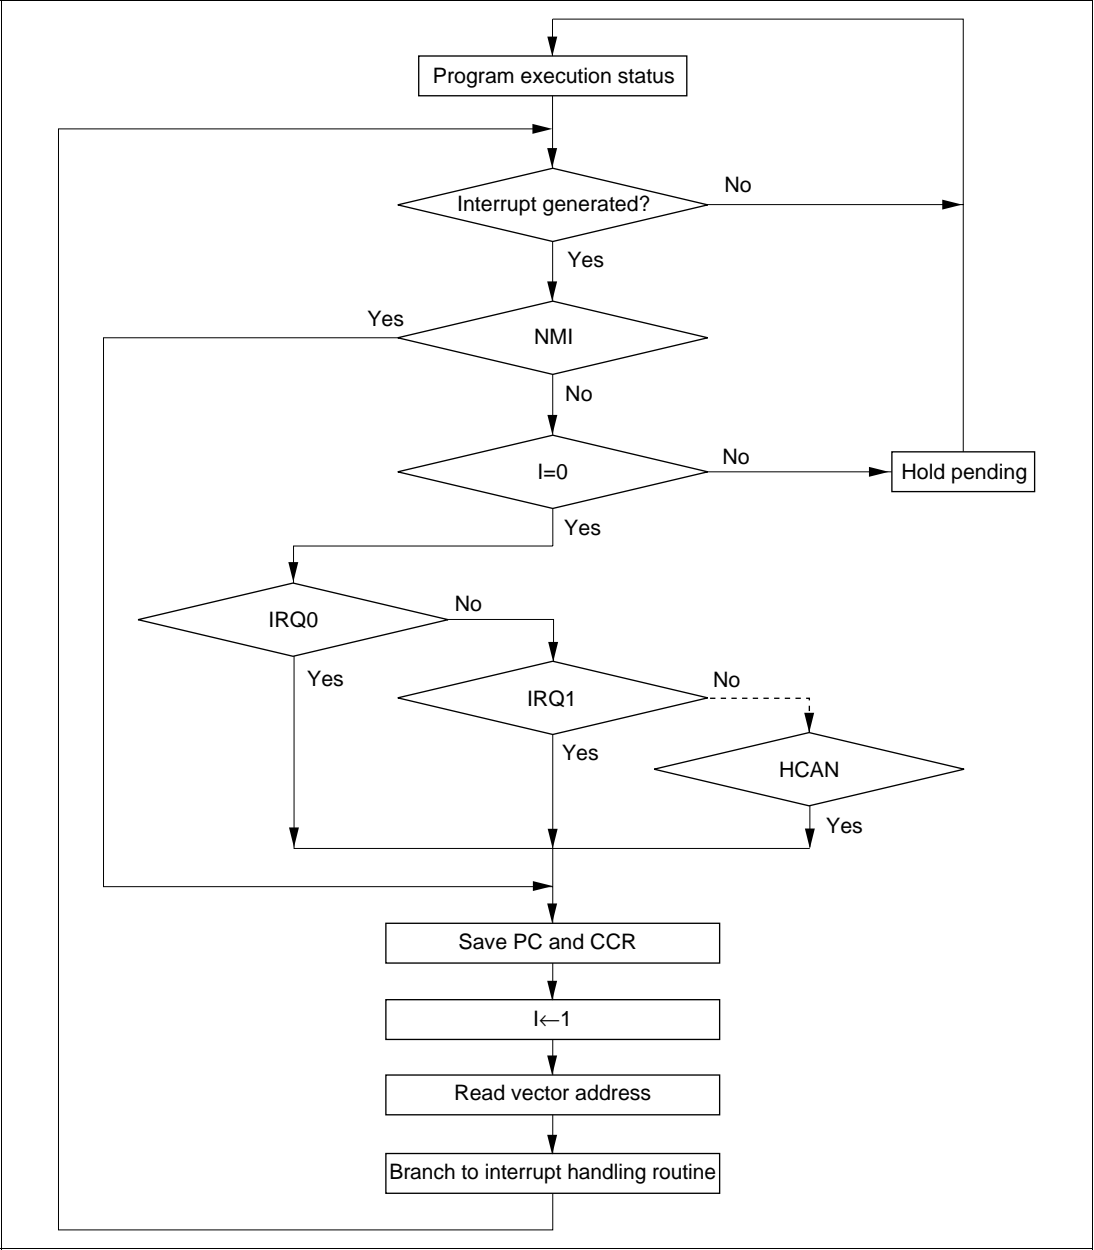 Program execution status
Interrupt generated?
No
Yes
Yes
NMI
No
I=0
No
Hold pending
Yes
IRQ0
No
Yes
IRQ1
No
Yes
HCAN
Yes
Save PC and CCR
I←1
Read vector address
Branch to interrupt handling routine